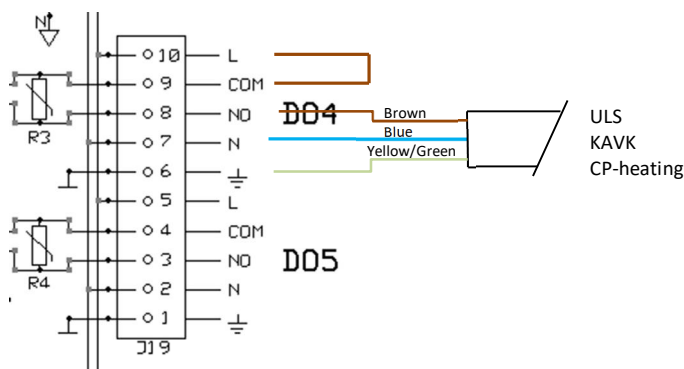 N
10 L
9 COM
8 NO DO4 Brown ULS
R3 7 N Blue KAVK
6 Yellow/Green CP-heating
5 L
4 COM
3 NO DO5
R4 2 N
1
J19